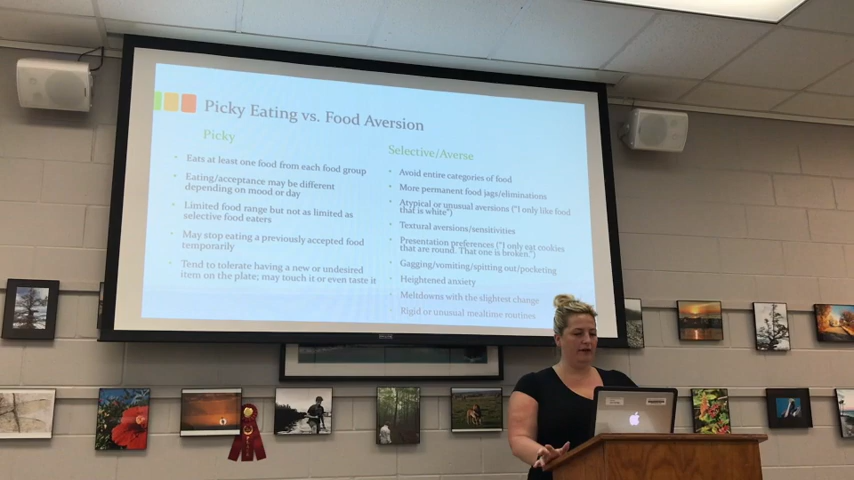 Picky Eating vs. Food Aversion
Picky
Eats at least one food from each food group
Eating/acceptance may be different
depending on mood or day
Limited food range but not as limited as
selective food eaters
May stop eating a previously accepted food
temporarily
Tend to tolerate having a new or undesired
item on the plate; may touch it or even taste it
Selective/Averse
Avoid entire categories of food
More permanent food jags/eliminations
Atypical or unusual aversions ("I only like food
that is white")
Textural aversions/sensitivities
Presentation preferences ("I only eat cookies
that are round. That one is broken.")
Gagging/vomiting/spitting out/pocketing
Heightened anxiety
Meltdowns with the slightest change
Rigid or unusual mealtime routines